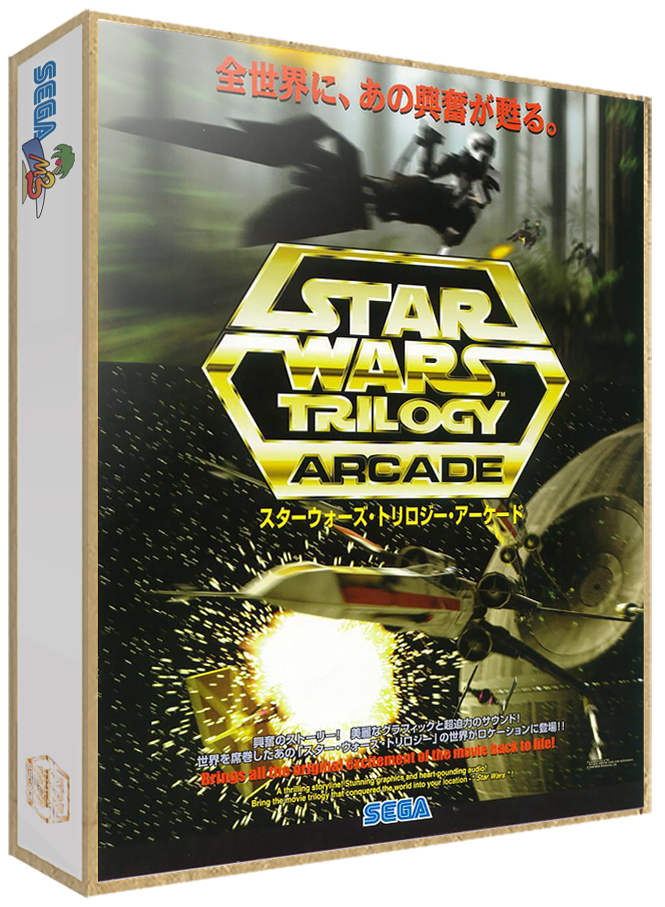 SEGA
M2
全世界に、あの興奮が甦る。
STAR
WARS
TM
TRILOGY
ARCADE
スターウォーズ・トリロジー・アーケード
興奮のストーリー! 美麗なグラフィックと超迫力のサウンド!
世界を席巻したあの「スター・ウォーズ・トリロジー」の世界がロケーションに登場!!
Brings all the original excitement of the movie back to life!
A thrilling storyline! Stunning graphics and heart-pounding audio!
Bring the movie trilogy that conquered the world into your location - "Star Wars"!
SEGA
STAR
WARS
TRILOGY
ARCADE